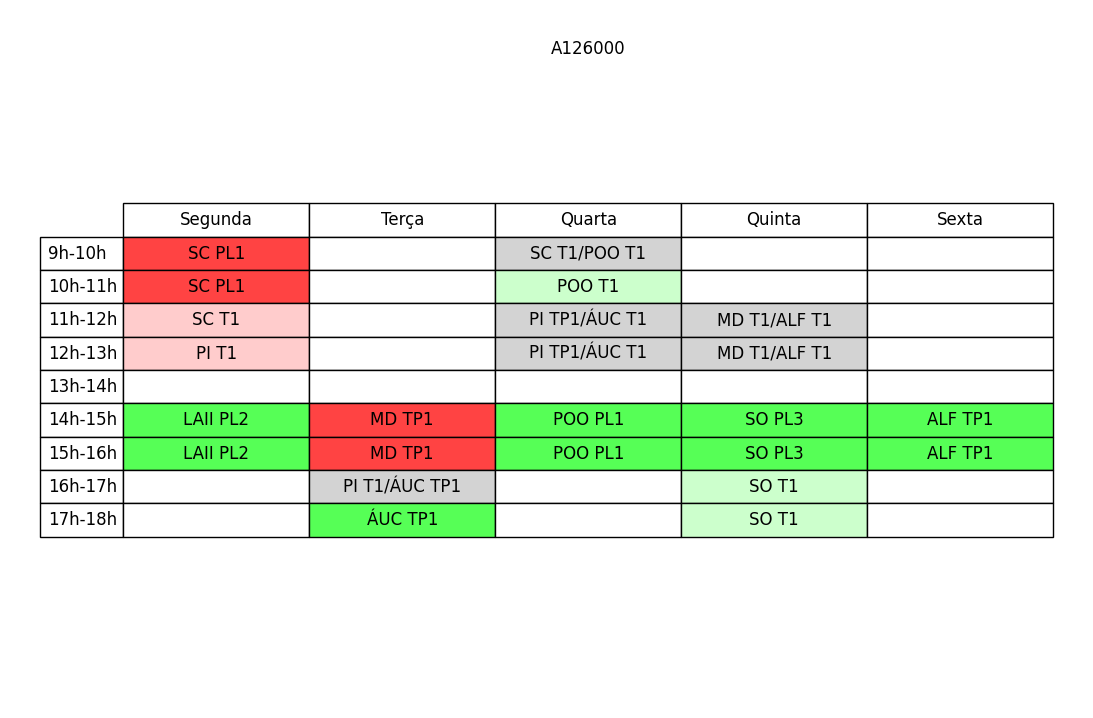 A126000
Segunda Terça Quarta Quinta Sexta
9h-10h SC PL1 SC T1/POO T1
10h-11h SC PL1 POO T1
11h-12h SC T1 PI TP1/ÁUC T1 MD T1/ALF T1
12h-13h PI T1 PI TP1/ÁUC T1 MD T1/ALF T1
13h-14h
14h-15h LAII PL2 MD TP1 POO PL1 SO PL3 ALF TP1
15h-16h LAII PL2 MD TP1 POO PL1 SO PL3 ALF TP1
16h-17h PI T1/ÁUC TP1 SO T1
17h-18h ÁUC TP1 SO T1